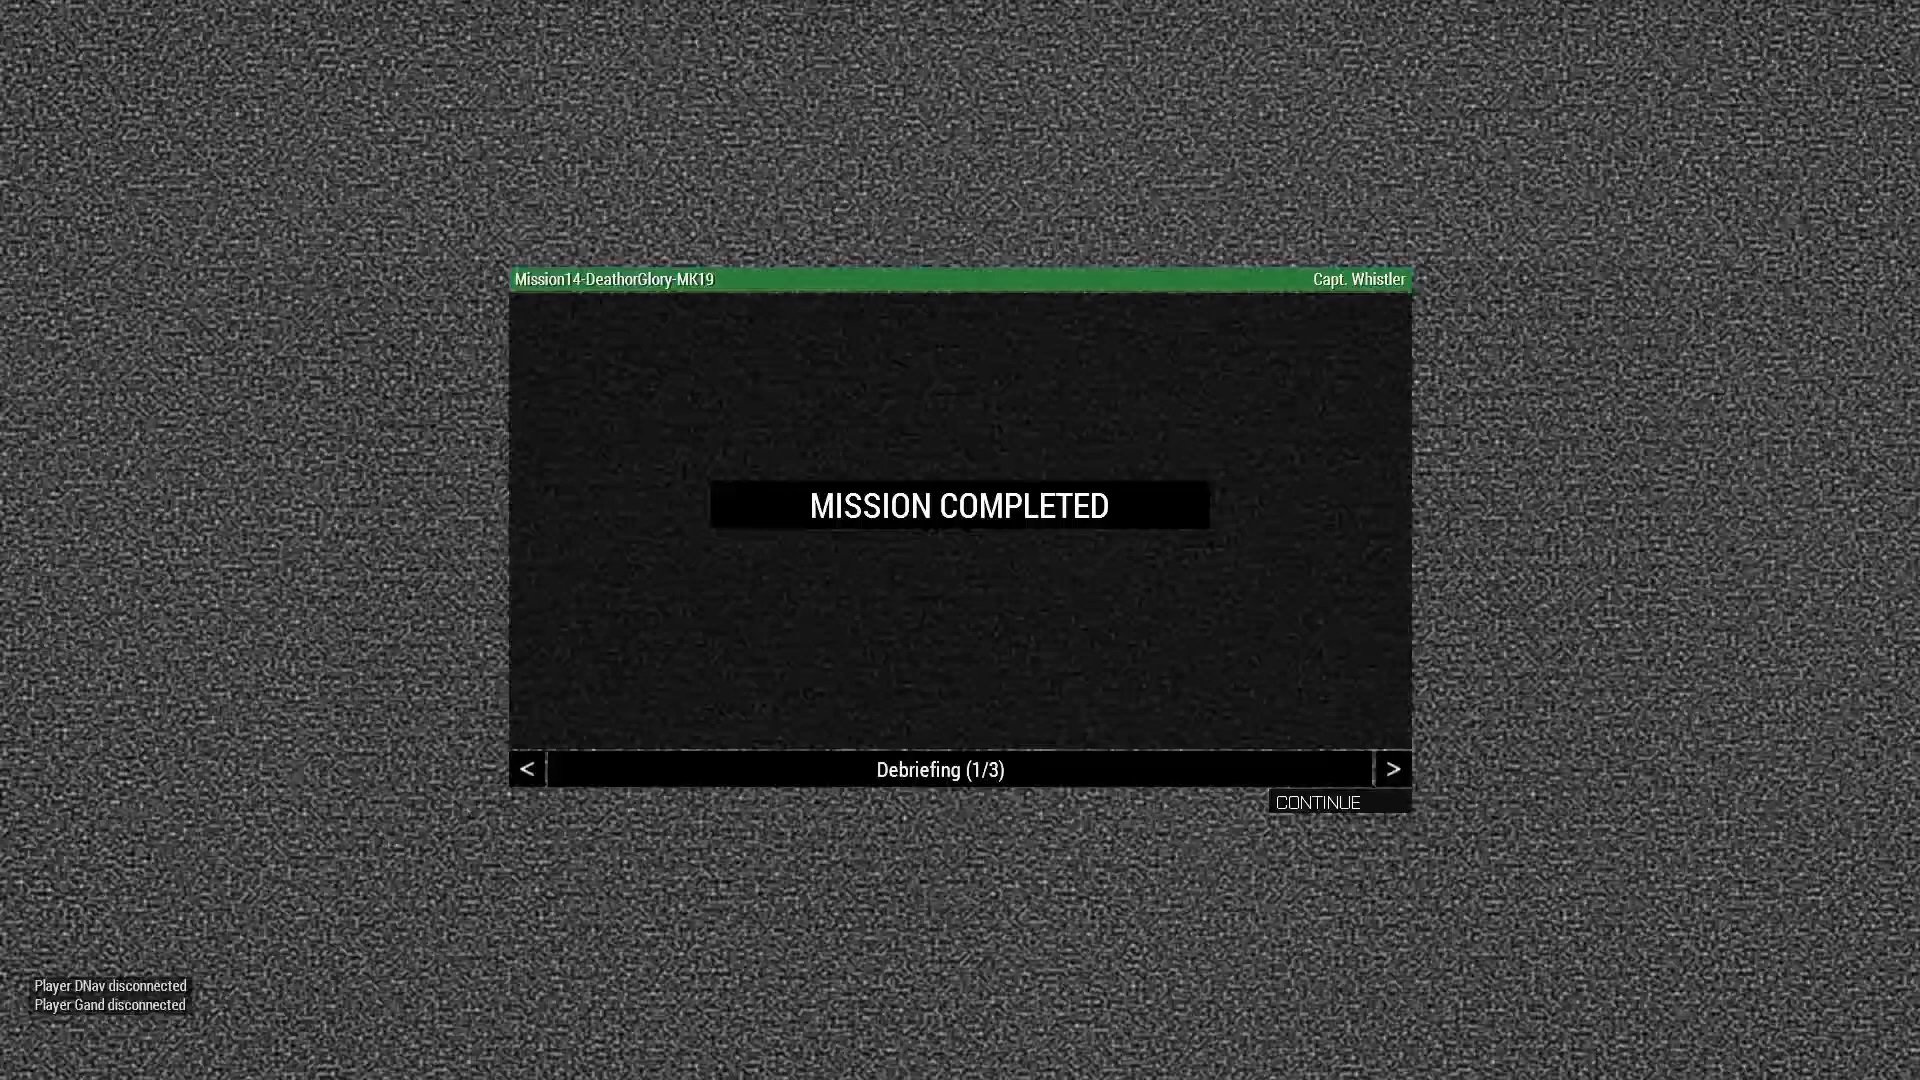 Mission14-DeathorGlory-MK19 Capt. Whistler
MISSION COMPLETED
< Debriefing (1/3) >
CONTINUE
Player DNav disconnected
Player Gand disconnected